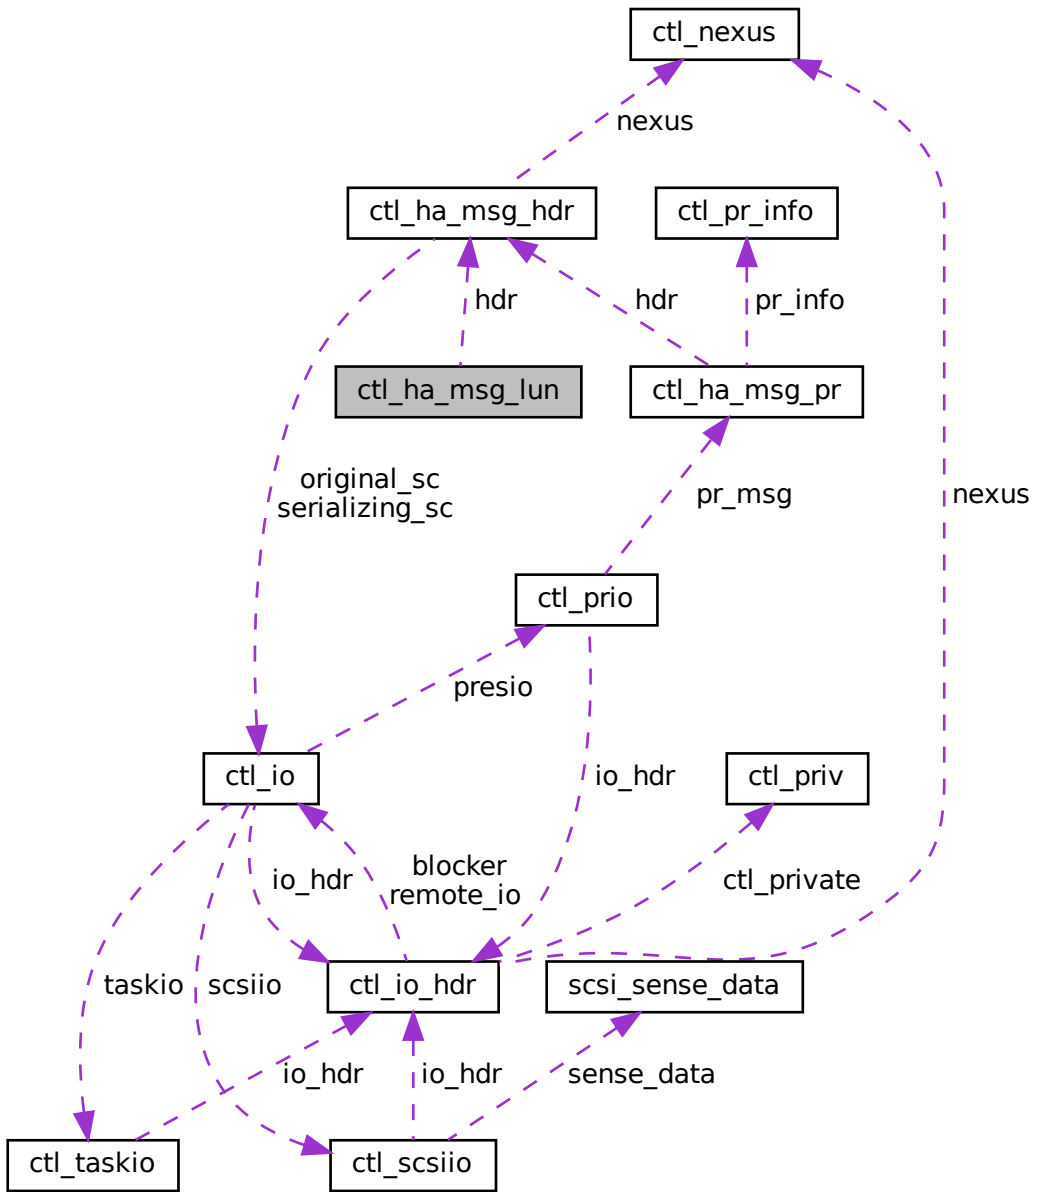 ctl_nexus
nexus
ctl_ha_msg_hdr
ctl_pr_info
hdr
hdr
pr_info
ctl_ha_msg_lun
ctl_ha_msg_pr
original_sc
serializing_sc
pr_msg
nexus
ctl_prio
presio
ctl_io
io_hdr
ctl_priv
io_hdr
blocker
remote_io
ctl_private
taskio
scsiio
ctl_io_hdr
scsi_sense_data
io_hdr
io_hdr
sense_data
ctl_taskio
ctl_scsiio